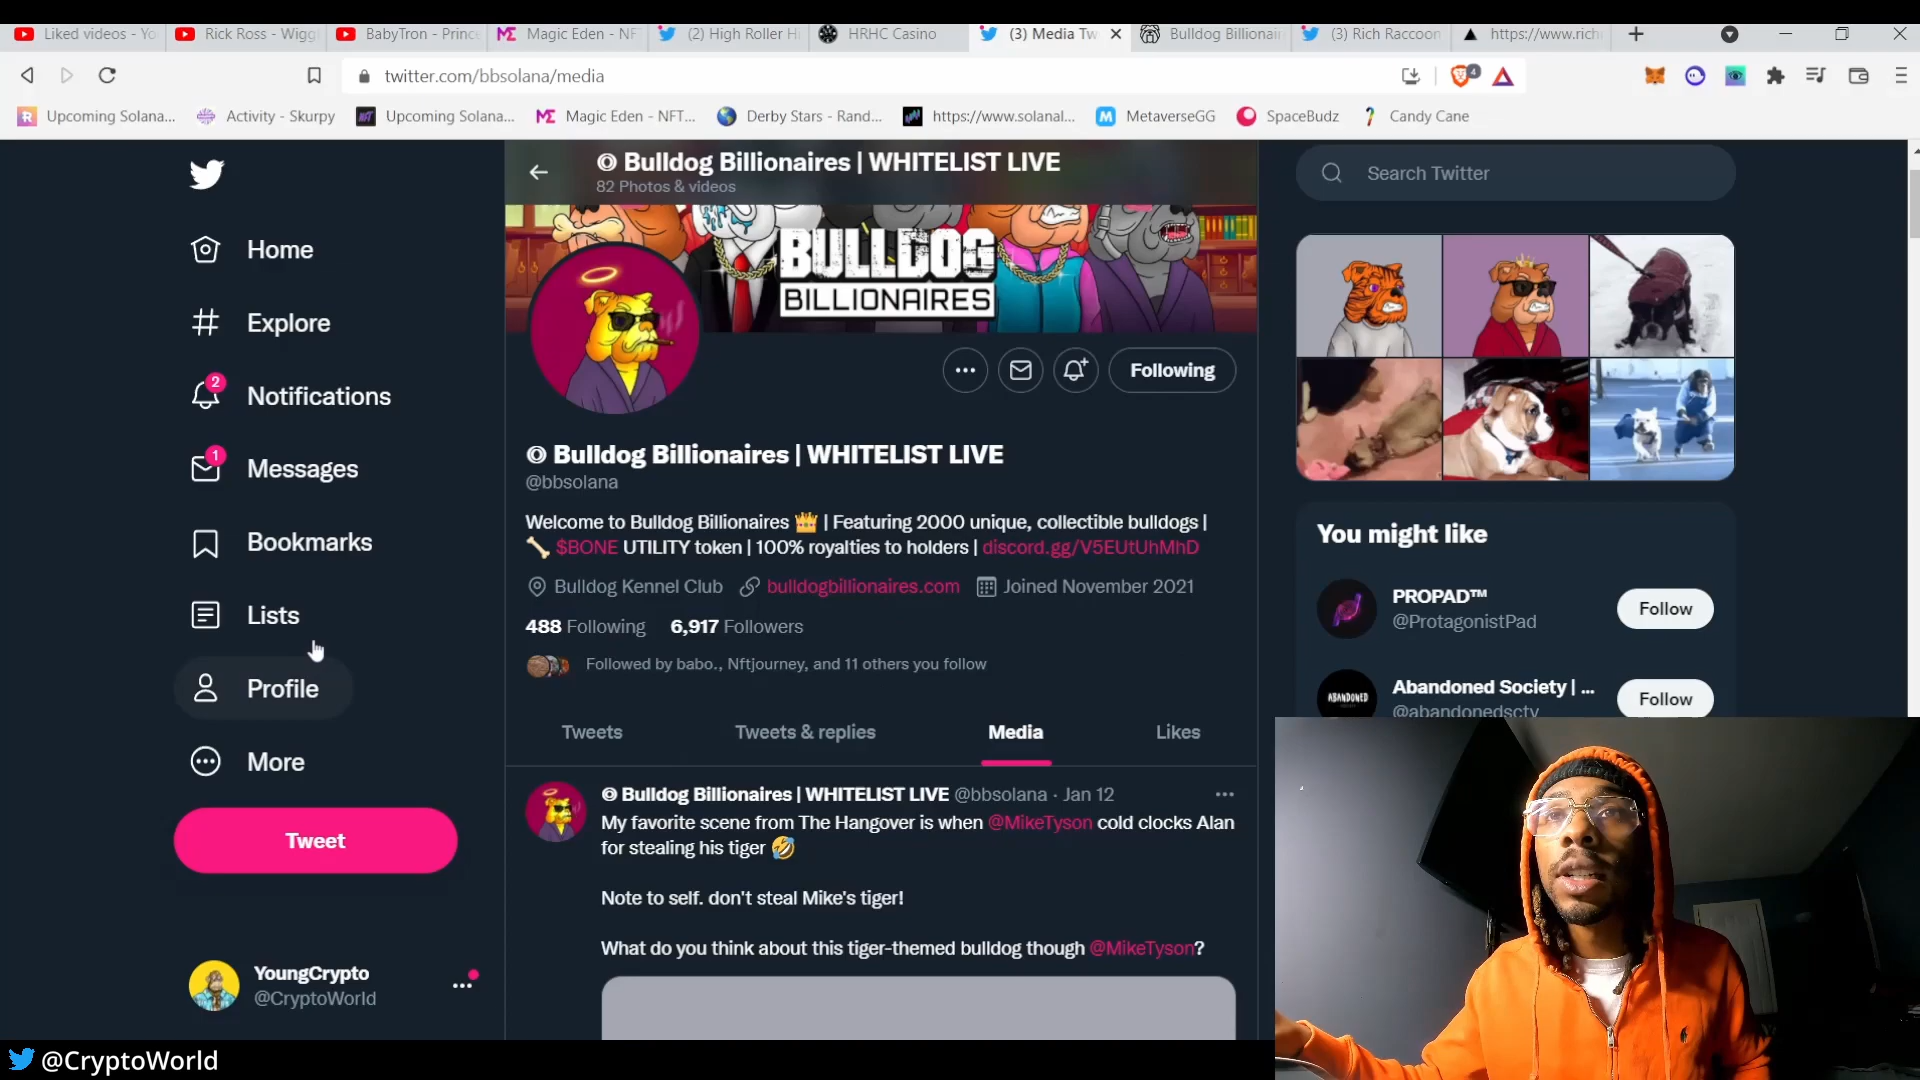 Liked videos - Yo
Rick Ross - Wiggl
BabyTron - Prince
Magic Eden - NF
(2) High Roller Hi
HRHC Casino
(3) Media Tw
Bulldog Billionair
(3) Rich Raccoon
https://www.rich
twitter.com/bbsolana/media
4
Upcoming Solana...
Activity - Skurpy
Upcoming Solana...
Magic Eden - NFT...
Derby Stars - Rand...
https://www.solanal...
MetaverseGG
SpaceBudz
Candy Cane
Bulldog Billionaires | WHITELIST LIVE
82 Photos & videos
Search Twitter
Home
Explore
2
Notifications
1
Messages
Bookmarks
Lists
Profile
More
Tweet
BULLDOG
BILLIONAIRES
Following
Bulldog Billionaires | WHITELIST LIVE
@bbsolana
Welcome to Bulldog Billionaires 👑 | Featuring 2000 unique, collectible bulldogs |
🦴 $BONE UTILITY token | 100% royalties to holders | discord.gg/V5EUtUhMhD
Bulldog Kennel Club bulldogbillionaires.com Joined November 2021
488 Following 6,917 Followers
Followed by babo., Nftjourney, and 11 others you follow
Tweets
Tweets & replies
Media
Likes
Bulldog Billionaires | WHITELIST LIVE @bbsolana · Jan 12
My favorite scene from The Hangover is when @MikeTyson cold clocks Alan
for stealing his tiger 🤣
Note to self. don't steal Mike's tiger!
What do you think about this tiger-themed bulldog though @MikeTyson?
You might like
PROPAD™
@ProtagonistPad
Follow
ABANDONED
Abandoned Society | ...
@abandonedsctv
Follow
YoungCrypto
@CryptoWorld
@CryptoWorld